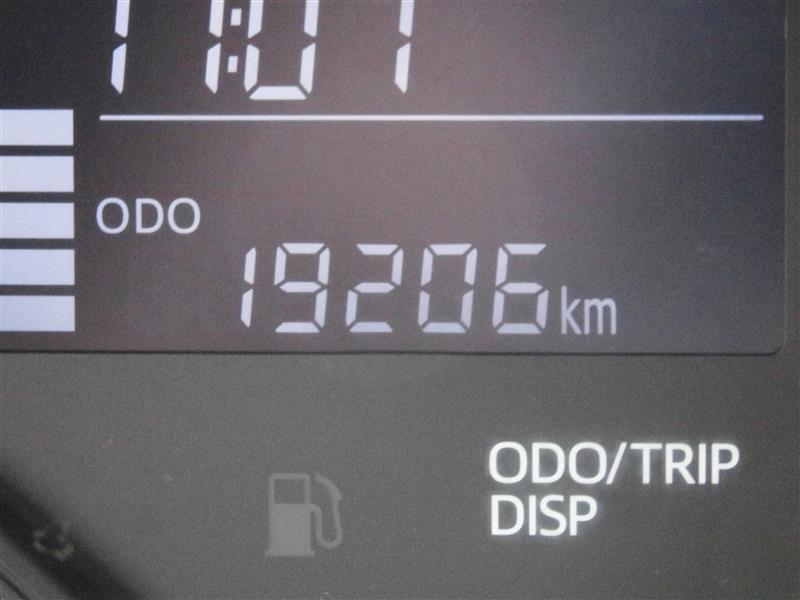 11:01
ODO
19206km
ODO/TRIP
DISP